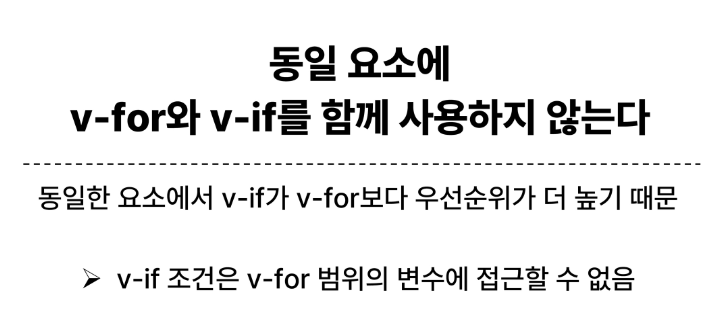 동일 요소에
v-for와 v-if를 함께 사용하지 않는다
동일한 요소에서 v-if가 v-for보다 우선순위가 더 높기 때문
➢ v-if 조건은 v-for 범위의 변수에 접근할 수 없음